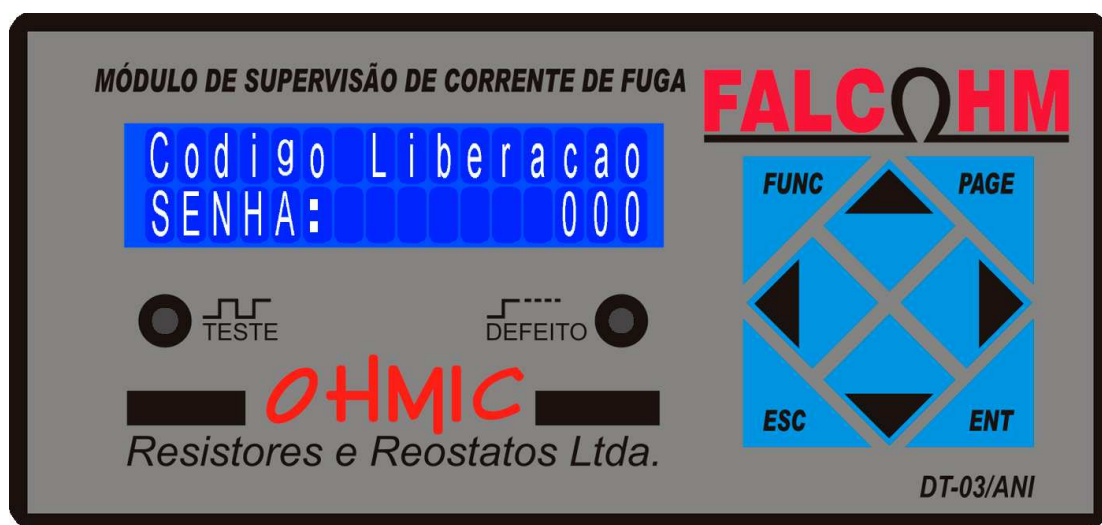 MÓDULO DE SUPERVISÃO DE CORRENTE DE FUGA
FALCΩHM
Codigo Liberacao
SENHA: 000
FUNC
PAGE
TESTE
DEFEITO
OHMIC
Resistores e Reostatos Ltda.
ESC
ENT
DT-03/ANI